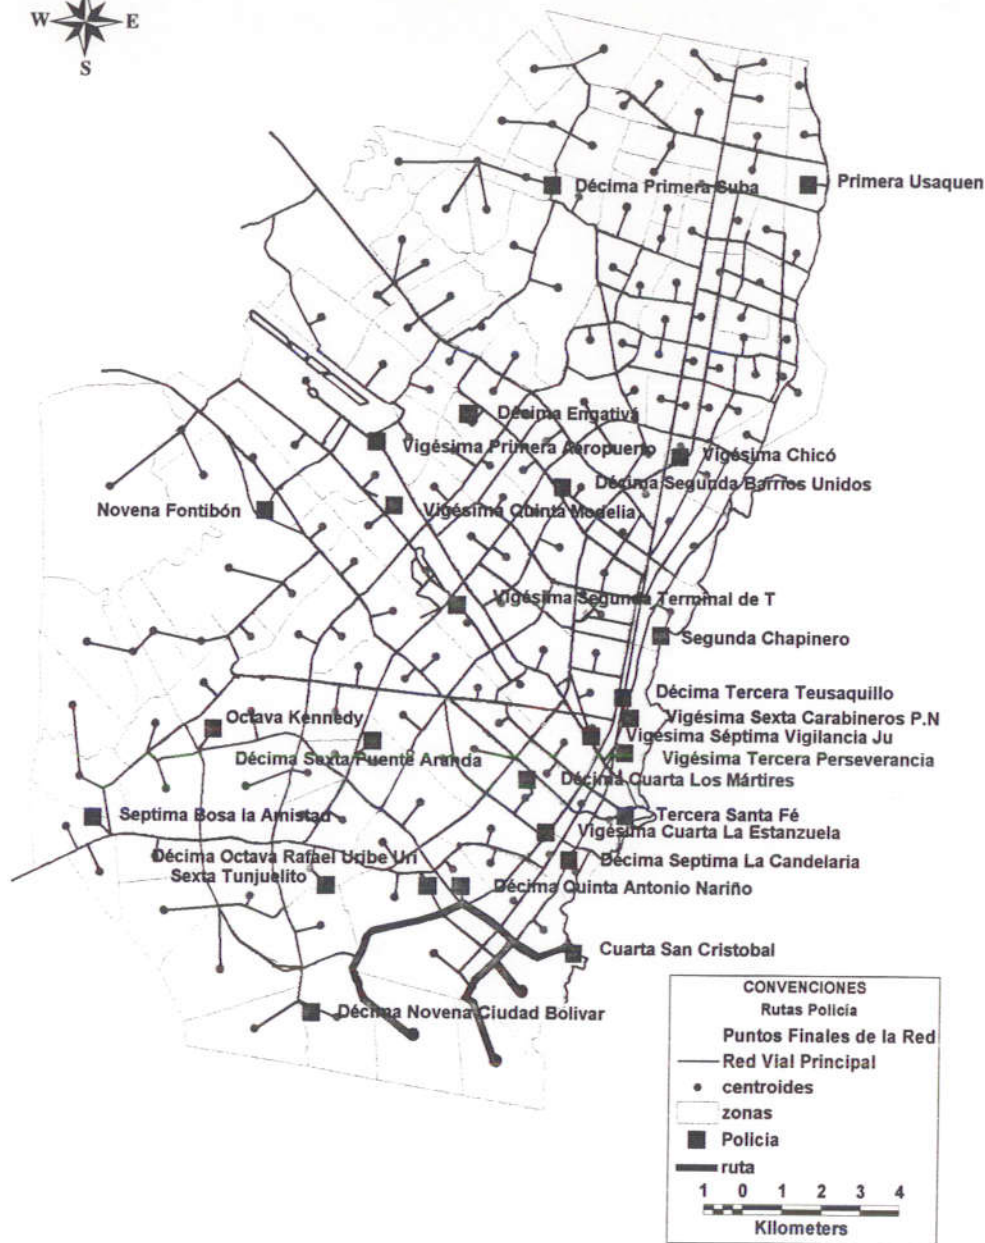 W E
S
Décima Primera Suba
Primera Usaquen
Décima Engativá
Vigésima Primera Aeropuerto
Vigésima Chicó
Décima Segunda Barrios Unidos
Novena Fontibón
Vigésima Quinta Modelia
Vigésima Segunda Terminal de T
Segunda Chapinero
Décima Tercera Teusaquillo
Octava Kennedy
Vigésima Sexta Carabineros P.N
Vigésima Séptima Vigilancia Ju
Décima Sexta Puente Aranda
Vigésima Tercera Perseverancia
Décima Cuarta Los Mártires
Septima Bosa la Amistad
Tercera Santa Fé
Vigésima Cuarta La Estanzuela
Décima Octava Rafael Uribe Uri
Décima Septima La Candelaria
Sexta Tunjuelito
Décima Quinta Antonio Nariño
Cuarta San Cristobal
Décima Novena Ciudad Bolivar
CONVENCIONES
Rutas Policía
Puntos Finales de la Red
Red Vial Principal
centroides
zonas
Policia
ruta
1 0 1 2 3 4
Kilometers